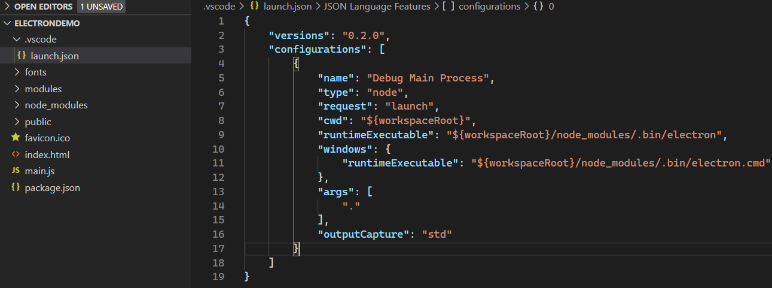 OPEN EDITORS 1 UNSAVED
ELECTRONDEMO
.vscode
{} launch.json
fonts
modules
node_modules
public
favicon.ico
<> index.html
JS main.js
{} package.json
.vscode > {} launch.json > JSON Language Features > [ ] configurations > {} 0
1 {
2 "versions": "0.2.0",
3 "configurations": [
4 {
5 "name": "Debug Main Process",
6 "type": "node",
7 "request": "launch",
8 "cwd": "${workspaceRoot}",
9 "runtimeExecutable": "${workspaceRoot}/node_modules/.bin/electron",
10 "windows": {
11 "runtimeExecutable": "${workspaceRoot}/node_modules/.bin/electron.cmd"
12 },
13 "args": [
14 "."
15 ],
16 "outputCapture": "std"
17 }
18 ]
19 }